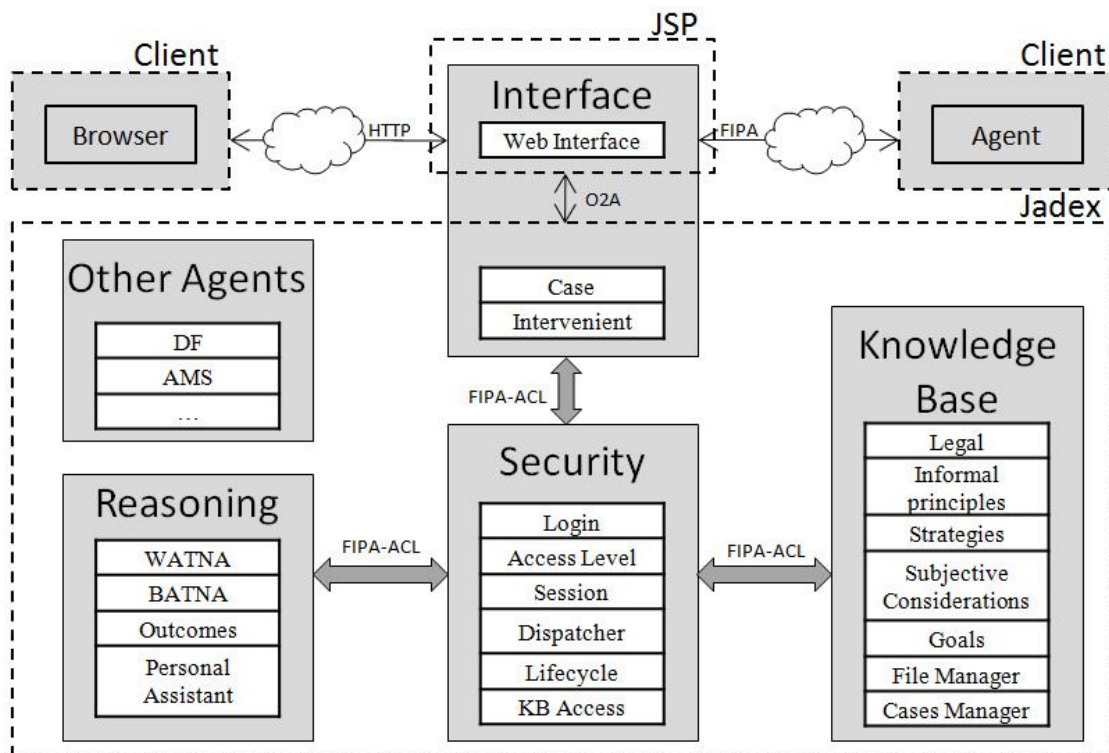 JSP
Client
Client
Interface
Browser
HTTP
Web Interface
FIPA
Agent
O2A
Jadex
Other Agents
DF
AMS
...
Case
Intervenient
FIPA-ACL
Knowledge
Base
Legal
Informal
principles
Strategies
Subjective
Considerations
Goals
File Manager
Cases Manager
Security
Login
Access Level
Session
Dispatcher
Lifecycle
KB Access
Reasoning
WATNA
BATNA
Outcomes
Personal
Assistant
FIPA-ACL
FIPA-ACL